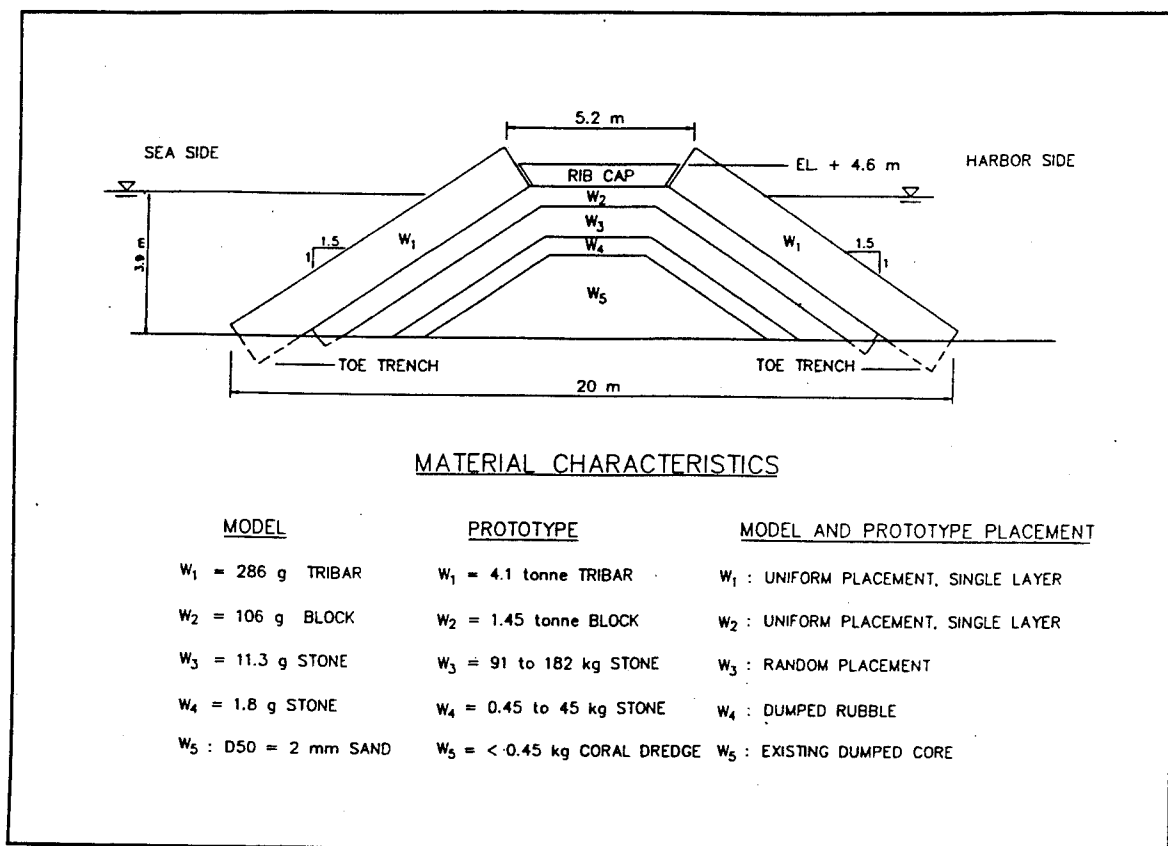 5.2 m
SEA SIDE
EL. + 4.6 m
HARBOR SIDE
RIB CAP
W2
W3
W1
W4
W1
1.5
1
1.5
1
3.9 m
W5
TOE TRENCH
TOE TRENCH
20 m
MATERIAL CHARACTERISTICS
MODEL
PROTOTYPE
MODEL AND PROTOTYPE PLACEMENT
W1 = 286 g TRIBAR
W1 = 4.1 tonne TRIBAR
W1 : UNIFORM PLACEMENT, SINGLE LAYER
W2 = 106 g BLOCK
W2 = 1.45 tonne BLOCK
W2 : UNIFORM PLACEMENT, SINGLE LAYER
W3 = 11.3 g STONE
W3 = 91 to 182 kg STONE
W3 : RANDOM PLACEMENT
W4 = 1.8 g STONE
W4 = 0.45 to 45 kg STONE
W4 : DUMPED RUBBLE
W5 : D50 = 2 mm SAND
W5 = < 0.45 kg CORAL DREDGE
W5 : EXISTING DUMPED CORE